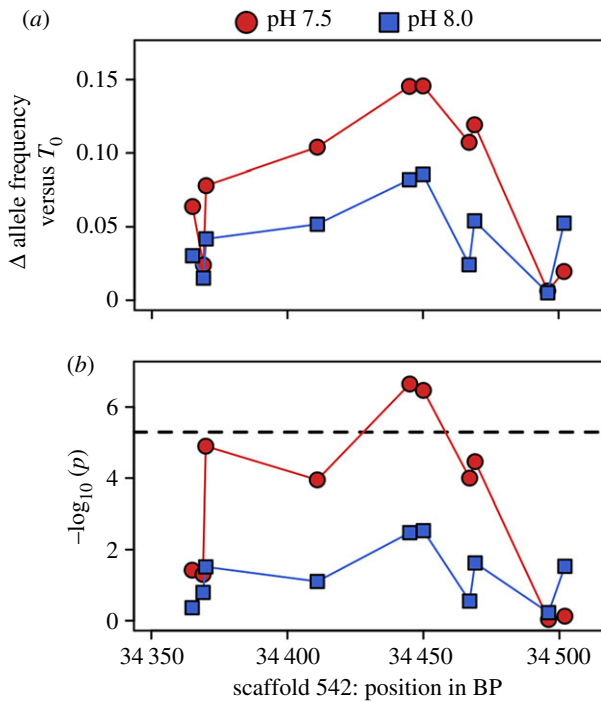 (a)
pH 7.5 pH 8.0
Δ allele frequency
versus T0
0.15
0.10
0.05
0
(b)
–log10 (p)
6
4
2
0
34 350 34 400 34 450 34 500
scaffold 542: position in BP